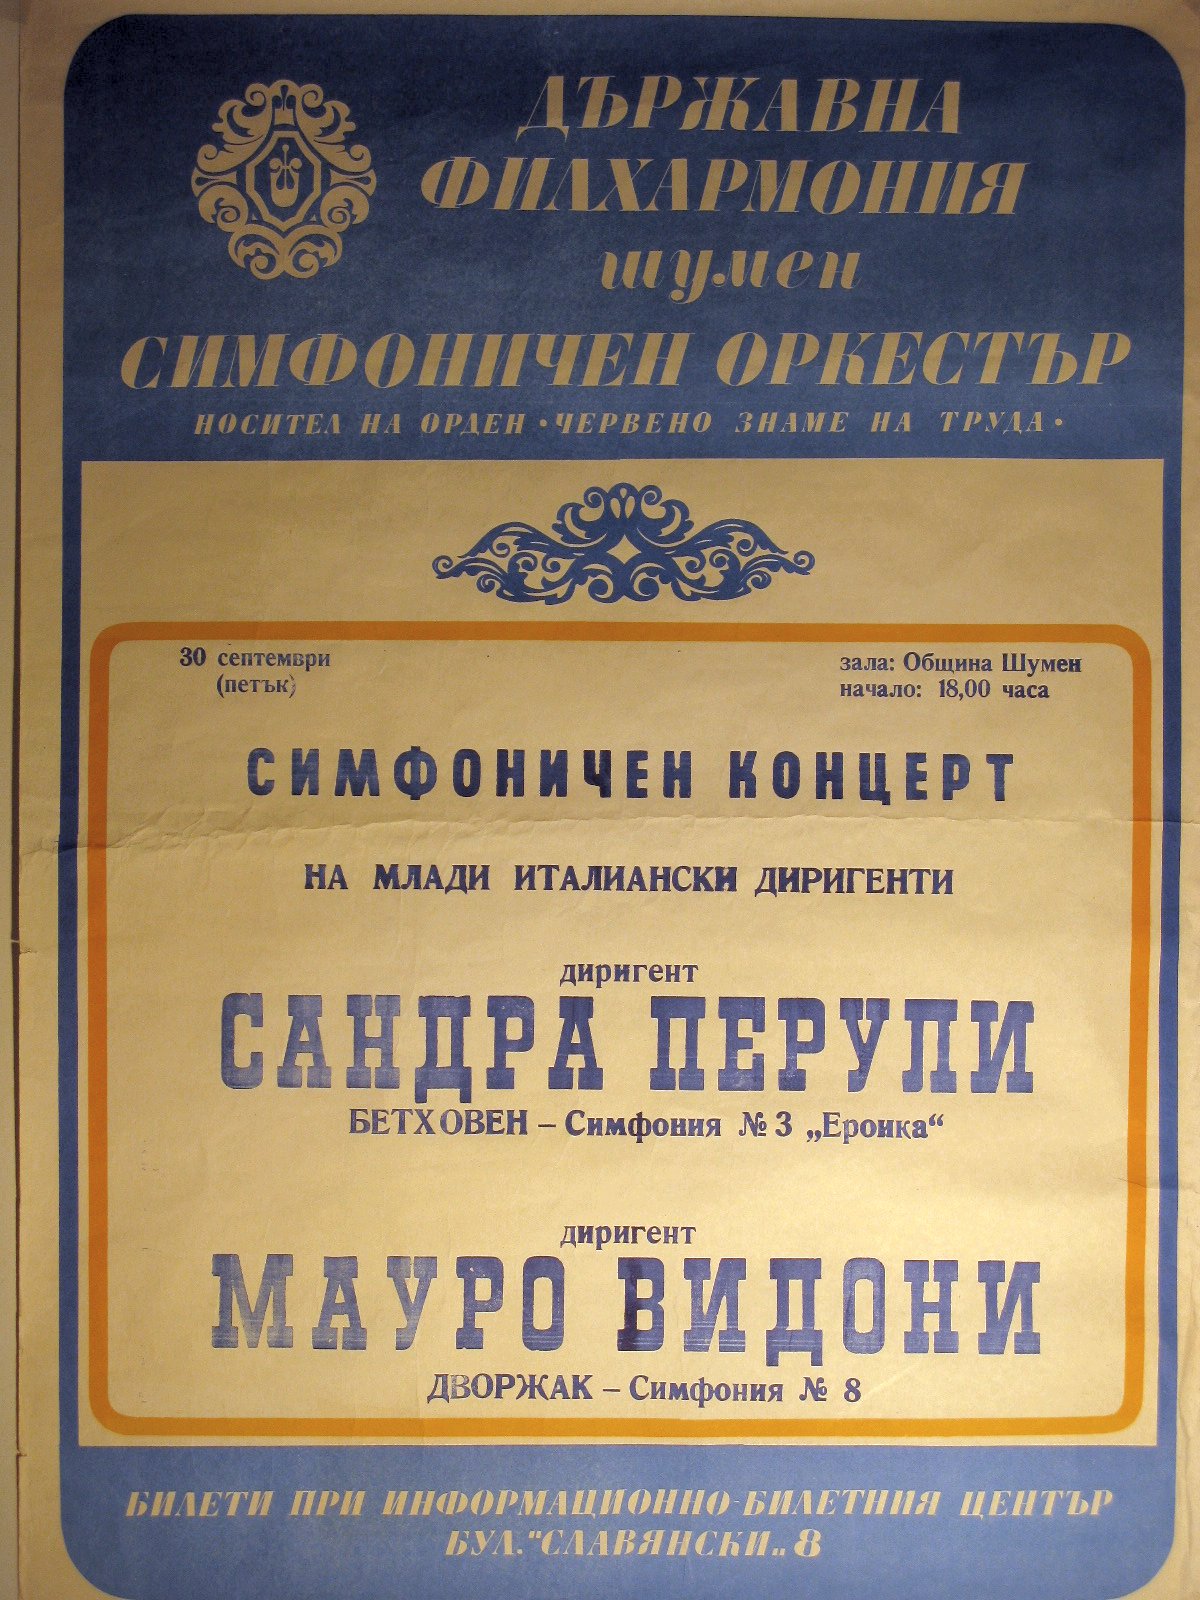 ДЪРЖАВНА
ФИЛХАРМОНИЯ
шумен
СИМФОНИЧЕН ОРКЕСТЪР
НОСИТЕЛ НА ОРДЕН • ЧЕРВЕНО ЗНАМЕ НА ТРУДА •
30 септември
(петък)
зала: Община Шумен
начало: 18,00 часа
СИМФОНИЧЕН КОНЦЕРТ
НА МЛАДИ ИТАЛИАНСКИ ДИРИГЕНТИ
диригент
САНДРА ПЕРУЛИ
БЕТХОВЕН – Симфония № 3 „Ероика“
диригент
МАУРО ВИДОНИ
ДВОРЖАК – Симфония № 8
БИЛЕТИ ПРИ ИНФОРМАЦИОННО-БИЛЕТНИЯ ЦЕНТЪР
БУЛ. "СЛАВЯНСКИ„ 8